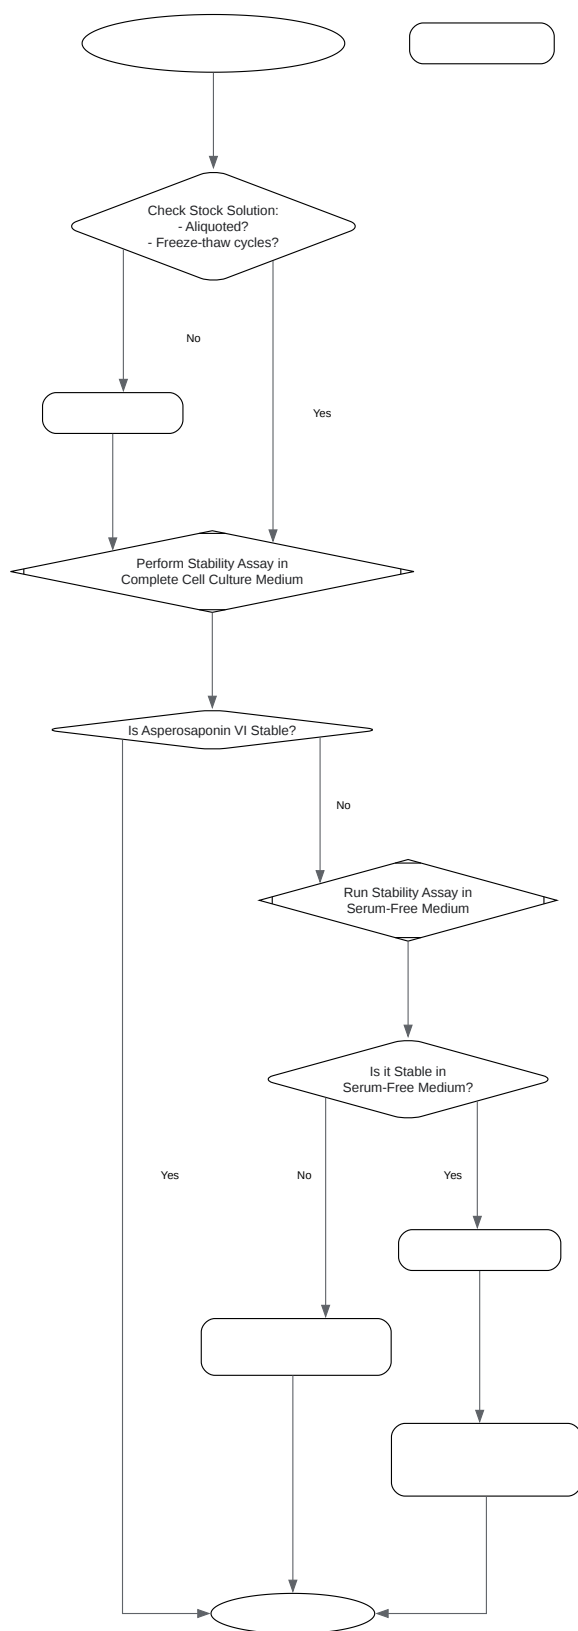 Check Stock Solution:
- Aliquoted?
- Freeze-thaw cycles?
No
Yes
Perform Stability Assay in
Complete Cell Culture Medium
Is Asperosaponin VI Stable?
No
Run Stability Assay in
Serum-Free Medium
Is it Stable in
Serum-Free Medium?
Yes
No
Yes